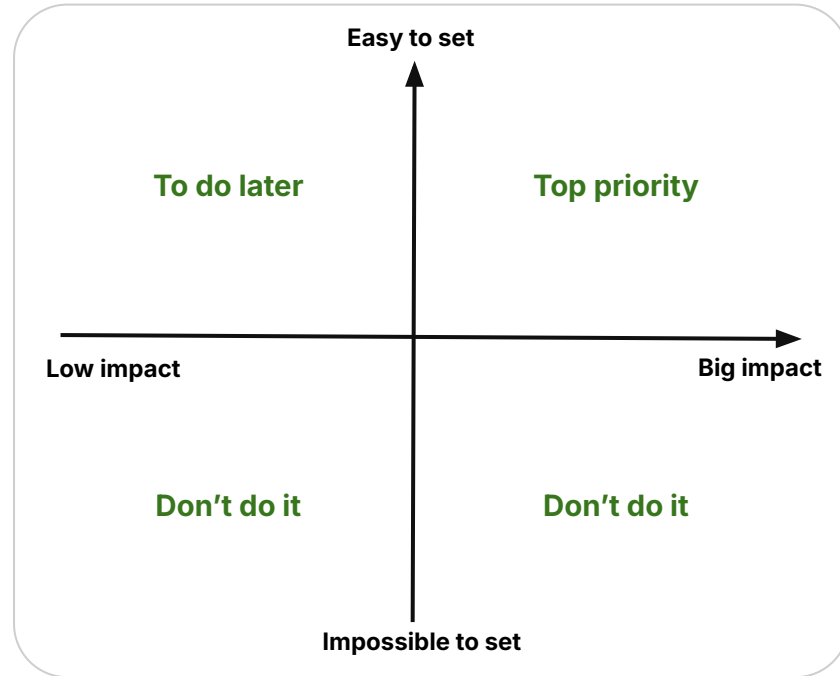 Easy to set
To do later
Top priority
Low impact
Big impact
Don’t do it
Don’t do it
Impossible to set